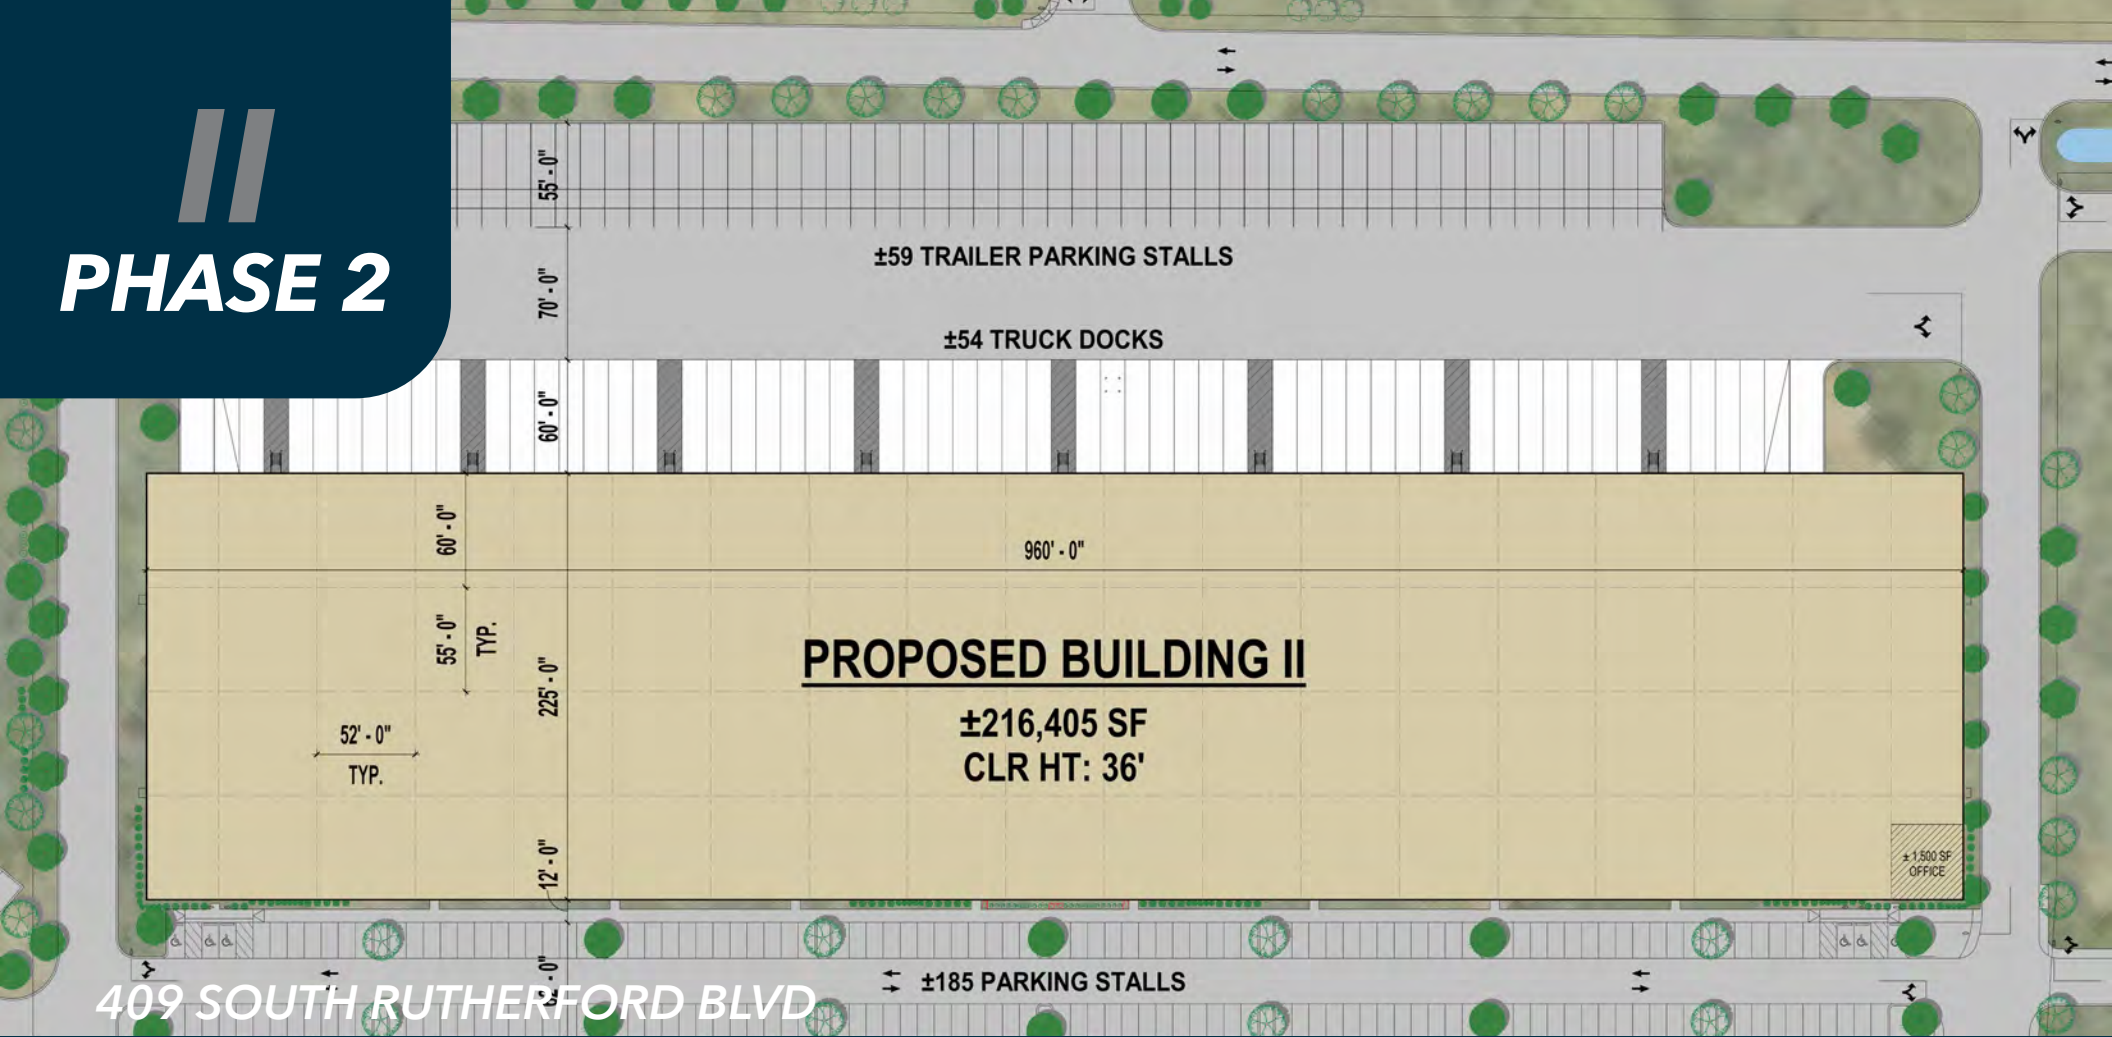 II
PHASE 2
55' - 0"
±59 TRAILER PARKING STALLS
70' - 0"
±54 TRUCK DOCKS
60' - 0"
60' - 0"
960' - 0"
55' - 0"
TYP.
225' - 0"
PROPOSED BUILDING II
±216,405 SF
CLR HT: 36'
52' - 0"
TYP.
12' - 0"
± 1,500 SF
OFFICE
±185 PARKING STALLS
409 SOUTH RUTHERFORD BLVD